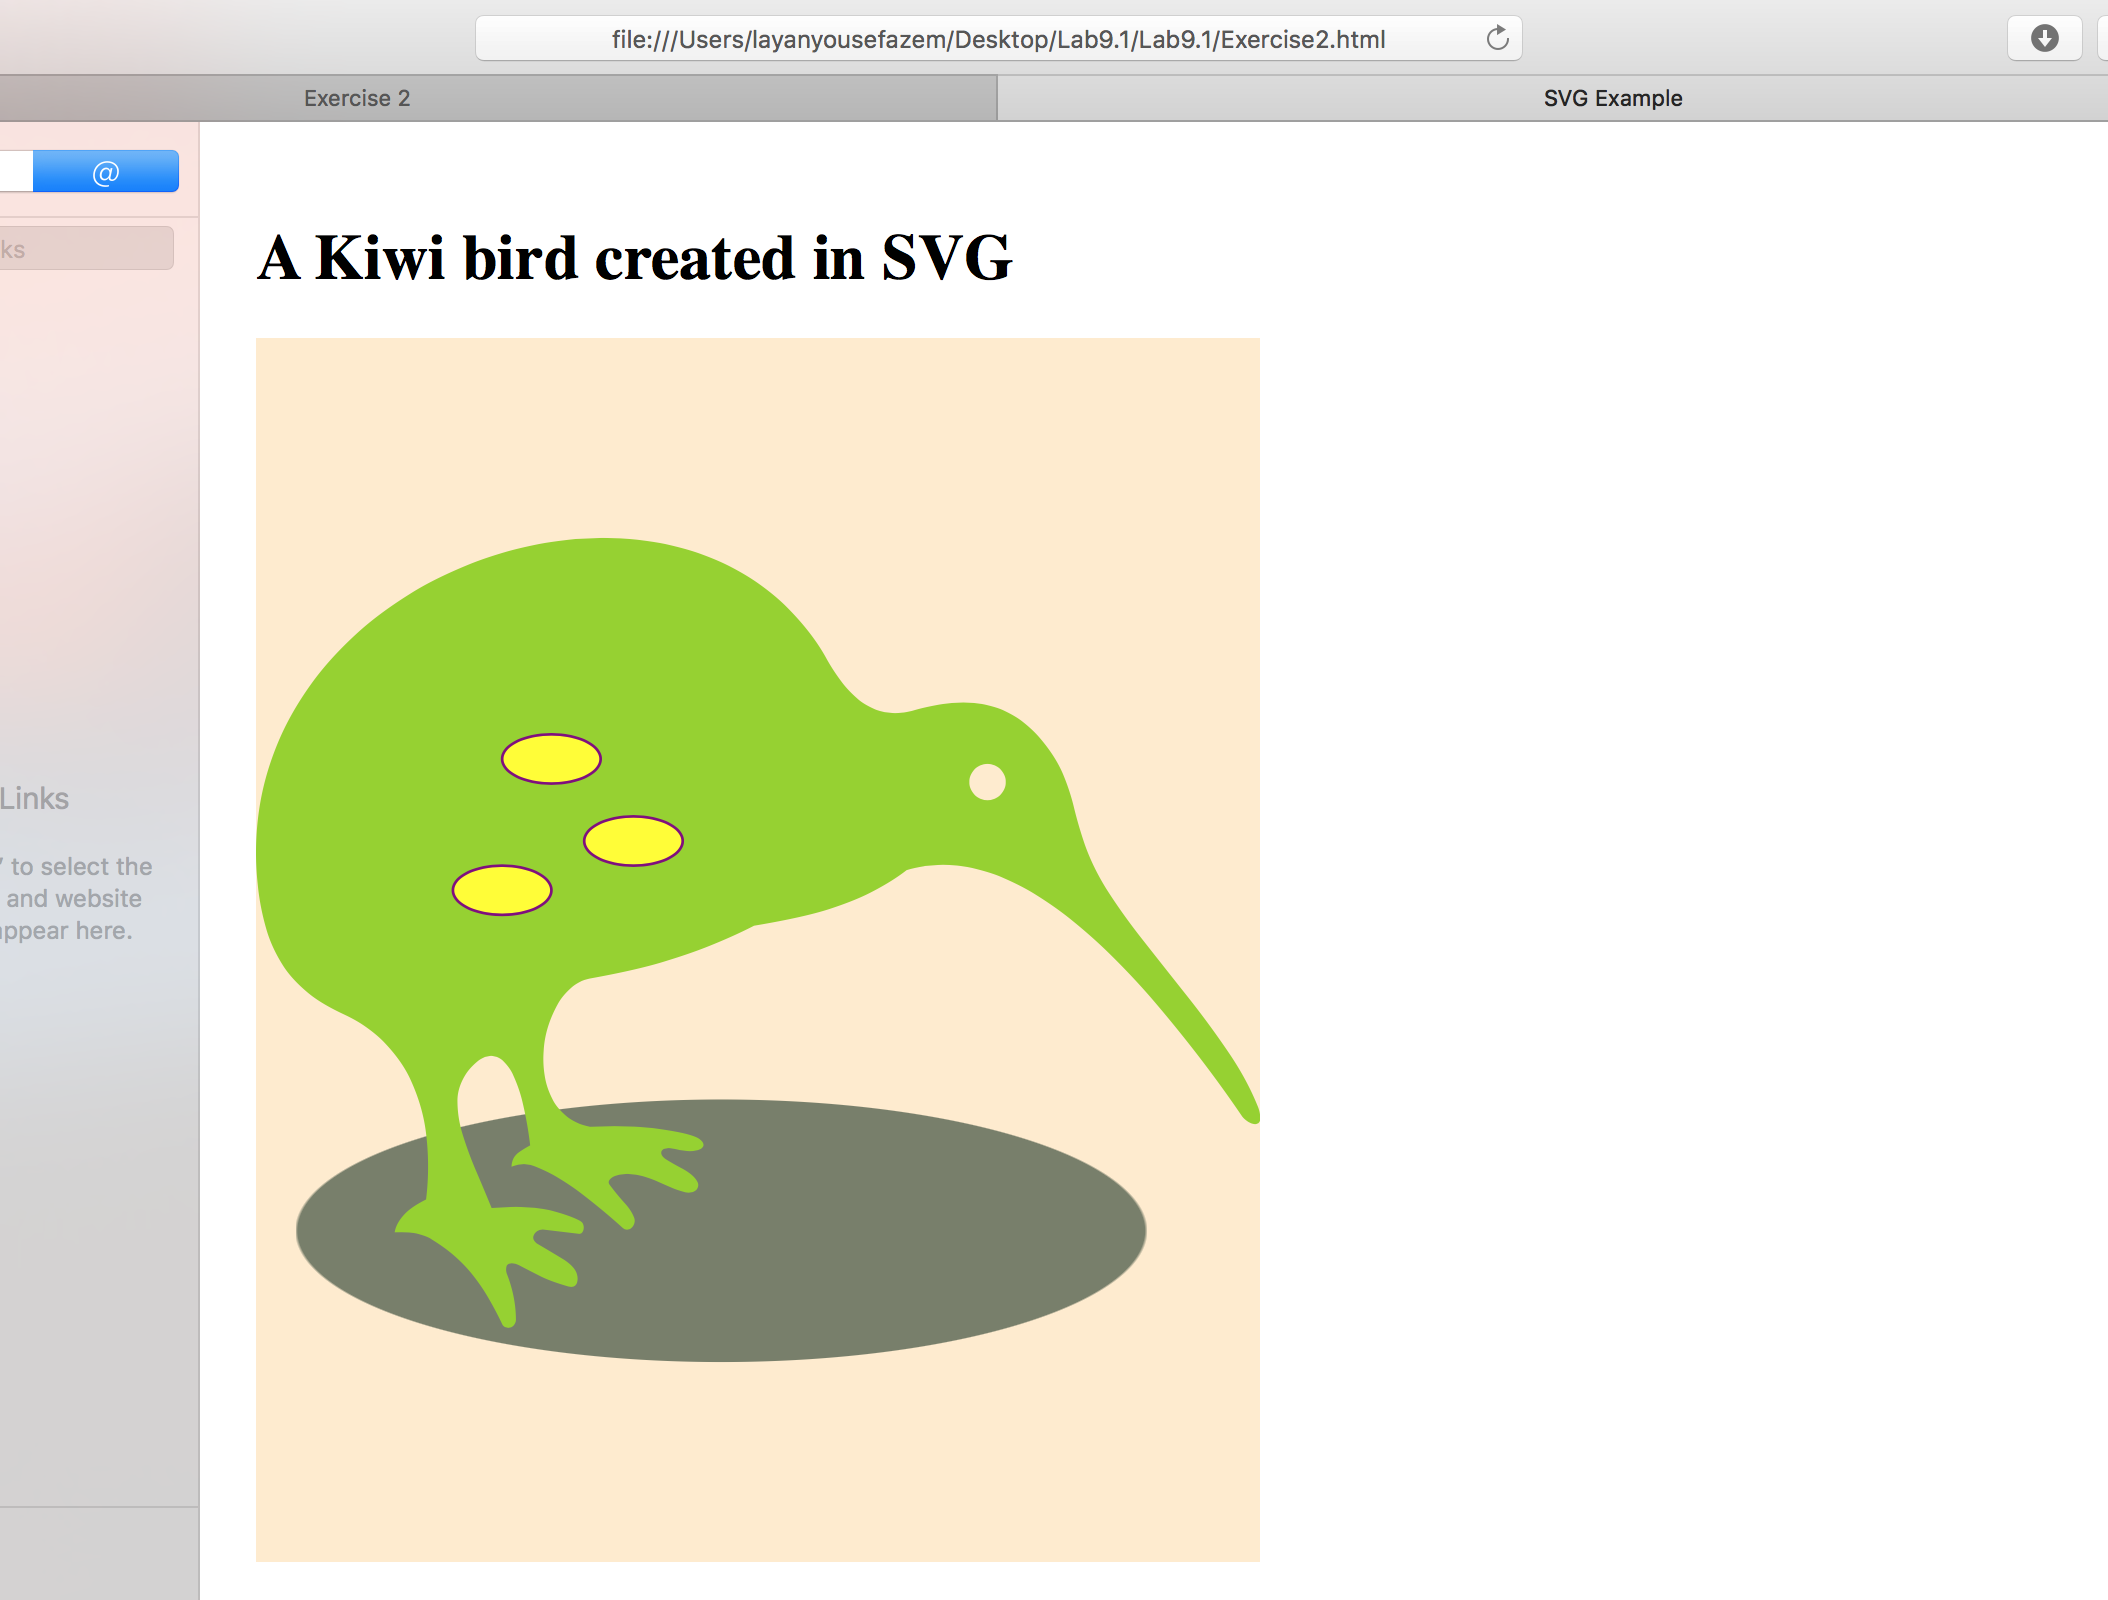 file:///Users/layanyousefazem/Desktop/Lab9.1/Lab9.1/Exercise2.html
Exercise 2
SVG Example
@
ks
A Kiwi bird created in SVG
Links
to select the
and website
appear here.